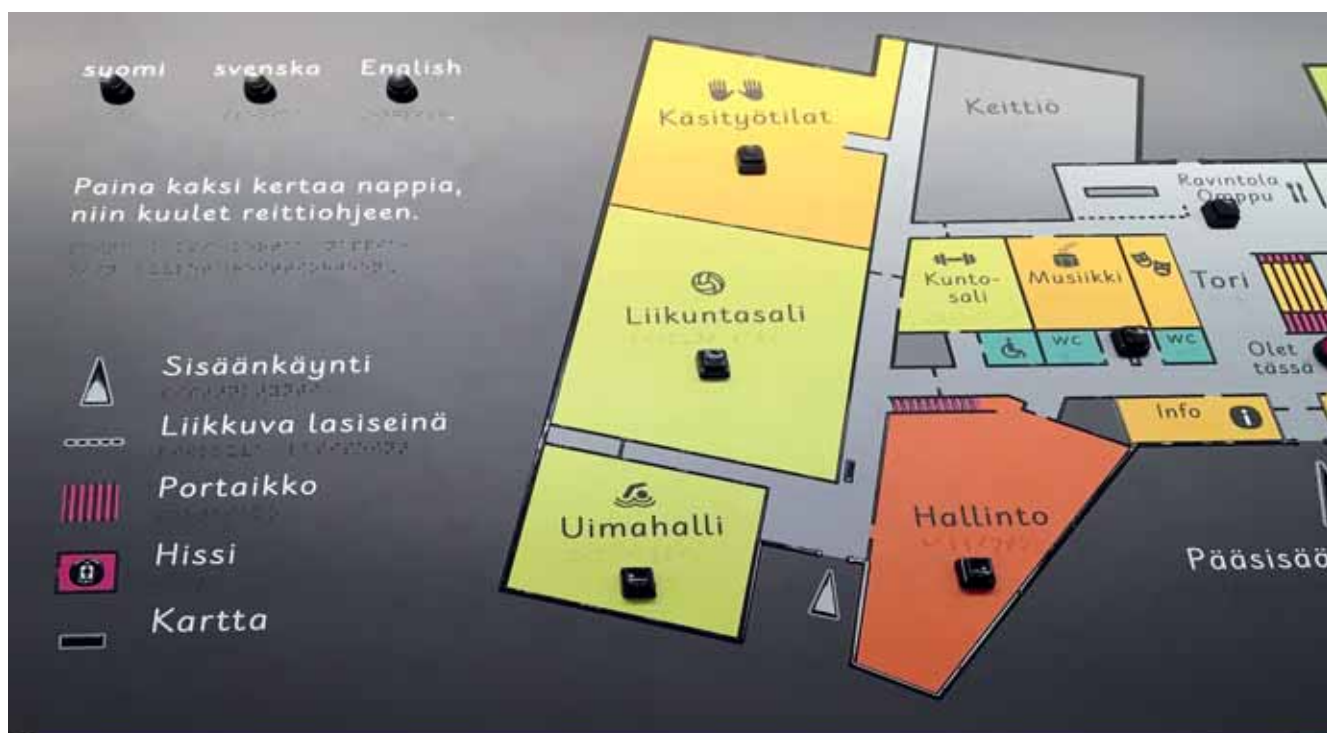 suomi svenska English
Paina kaksi kertaa nappia,
niin kuulet reittiohjeen.
Sisäänkäynti
Liikkuva lasiseinä
Portaikko
Hissi
Kartta
Käsityötilat
Keittiö
Ravintola
Omppu
Liikuntasali
Kunto-
sali
Musiikki
Tori
WC
WC
Olet
tässä
Info
Uimahalli
Hallinto
Pääsisää